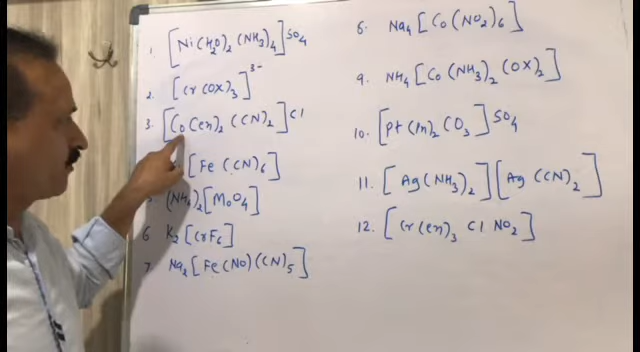 1. [Ni(H2O)2(NH3)4]SO4
2. [Cr(OX)3]3-
3. [Co(en)2(CN)2]Cl
[Fe(CN)6]
5. (NH4)2[MoO4]
6 K2[CrF6]
7. Na2[Fe(NO)(CN)5]
8. Na4[Co(NO2)6]
9. NH4[Co(NH3)2(OX)2]
10. [Pt(en)2CO3]SO4
11. [Ag(NH3)2][Ag(CN)2]
12. [Cr(en)3 Cl NO2]